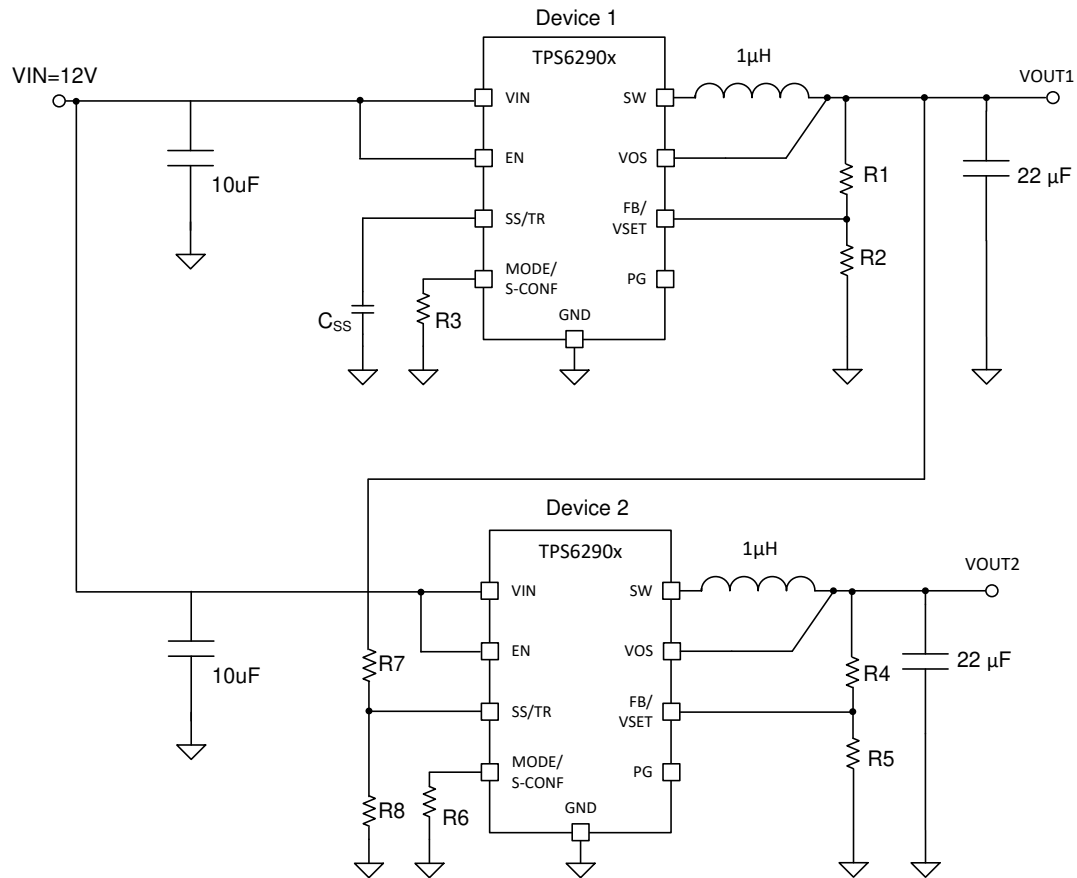 Device 1
TPS6290x
VIN=12V
VIN
EN
SS/TR
MODE/
S-CONF
GND
SW
VOS
FB/
VSET
PG
1µH
VOUT1
10uF
R1
22 µF
R2
CSS
R3
Device 2
TPS6290x
VIN
EN
SS/TR
MODE/
S-CONF
GND
SW
VOS
FB/
VSET
PG
1µH
VOUT2
10uF
R7
R4
22 µF
R5
R8
R6